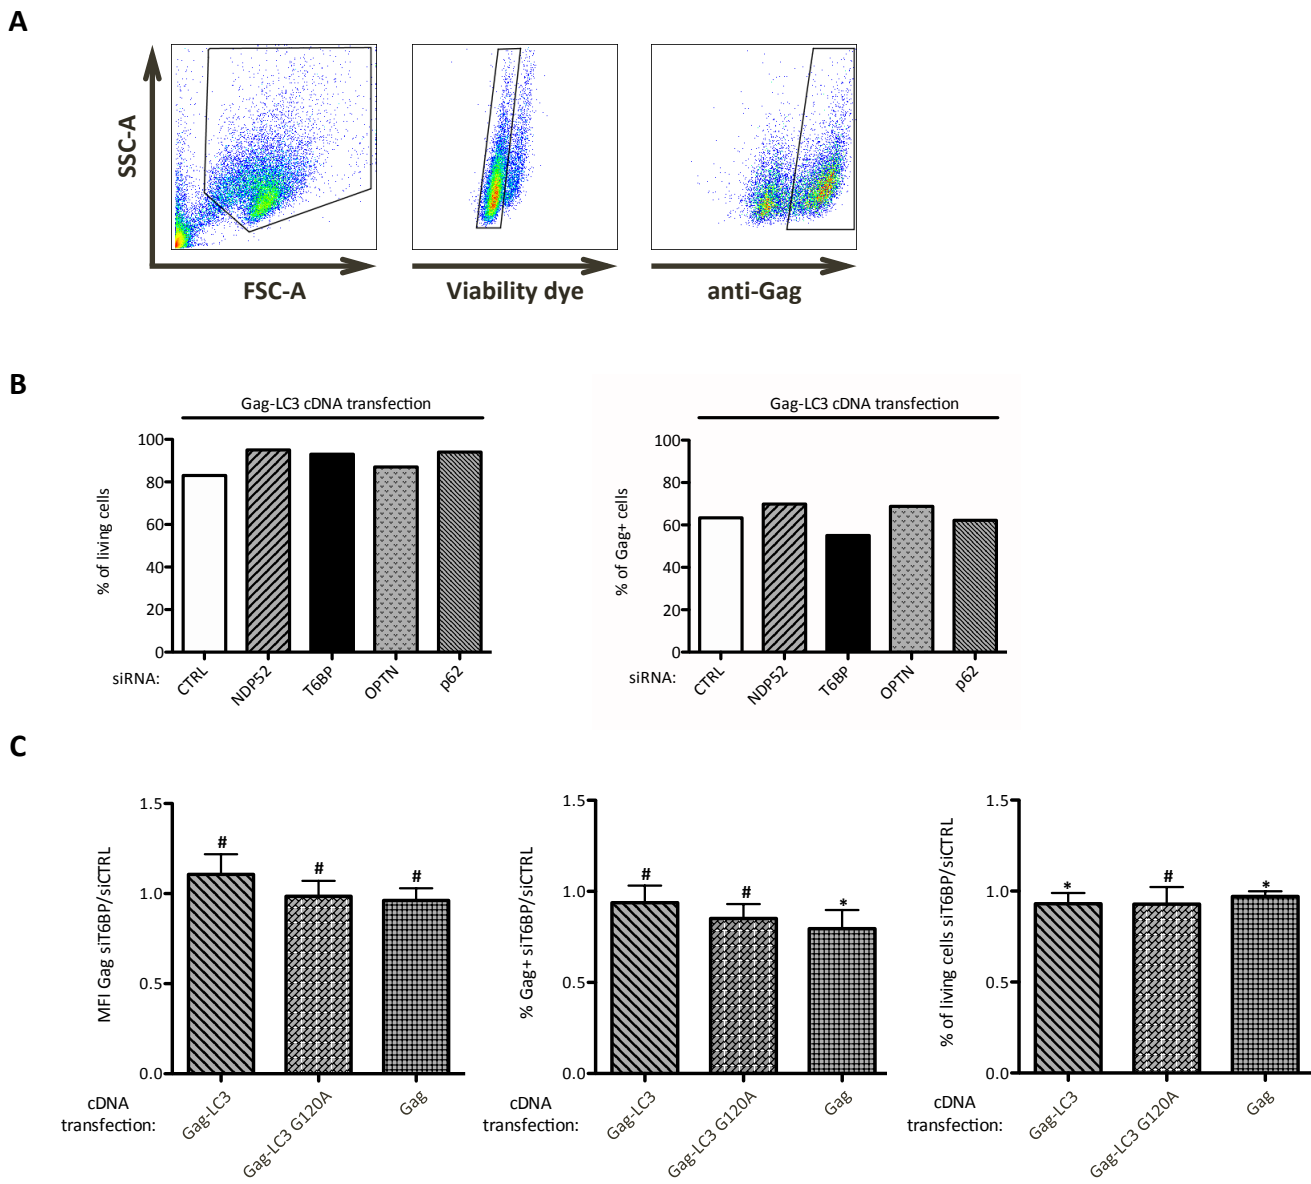 A
SSC-A
FSC-A
Viability dye
anti-Gag
B
Gag-LC3 cDNA transfection
% of living cells
100
80
60
40
20
0
siRNA:
CTRL
NDP52
T6BP
OPTN
p62
Gag-LC3 cDNA transfection
% of Gag+ cells
100
80
60
40
20
0
siRNA:
CTRL
NDP52
T6BP
OPTN
p62
C
MFI Gag siT6BP/siCTRL
1.5
1.0
0.5
0.0
#
#
#
cDNA
transfection:
Gag-LC3
Gag-LC3 G120A
Gag
% Gag+ siT6BP/siCTRL
1.5
1.0
0.5
0.0
#
#
*
cDNA
transfection:
Gag-LC3
Gag-LC3 G120A
Gag
% of living cells siT6BP/siCTRL
1.5
1.0
0.5
0.0
*
#
*
cDNA
transfection:
Gag-LC3
Gag-LC3 G120A
Gag